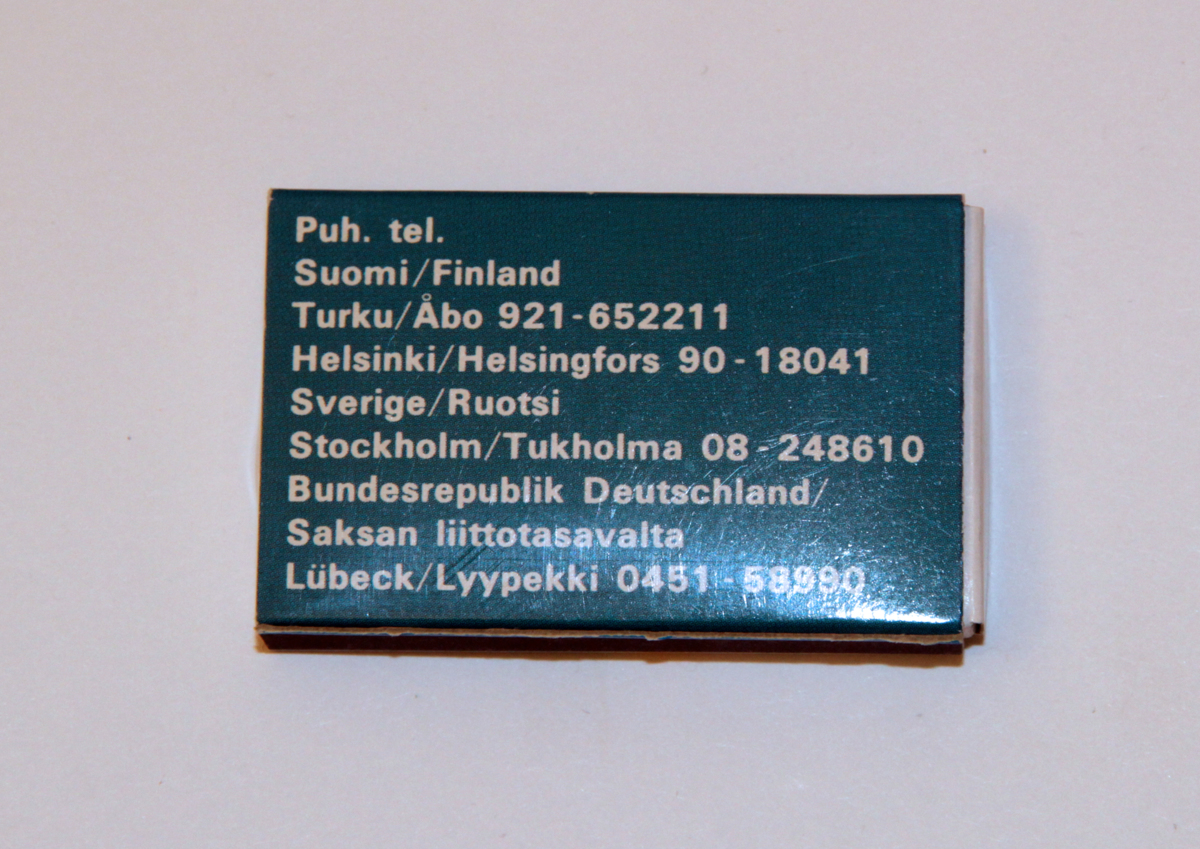 Puh. tel.
Suomi/Finland
Turku/Åbo 921-652211
Helsinki/Helsingfors 90-18041
Sverige/Ruotsi
Stockholm/Tukholma 08-248610
Bundesrepublik Deutschland/
Saksan liittotasavalta
Lübeck/Lyypekki 0451-58990